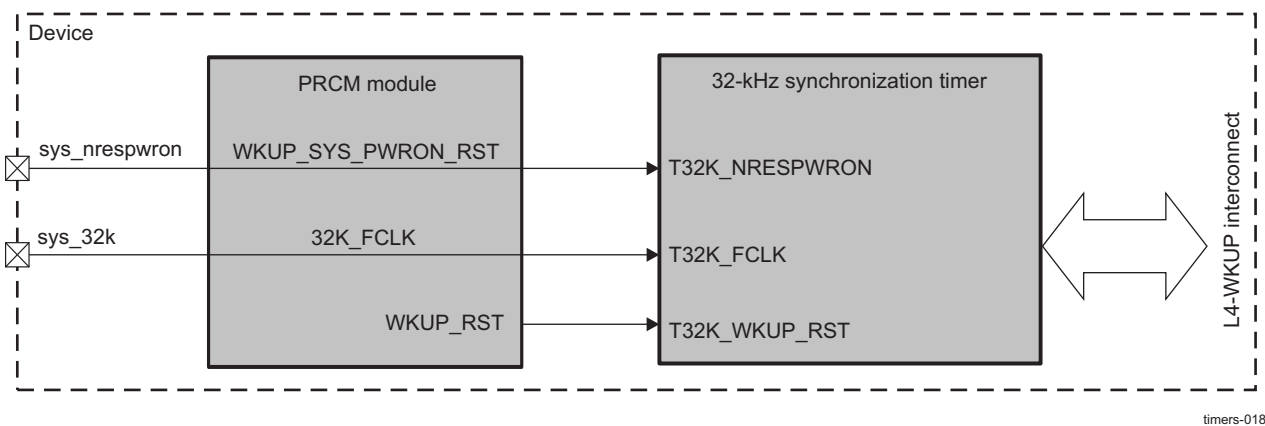 Device
PRCM module
32-kHz synchronization timer
sys_nrespwron
WKUP_SYS_PWRON_RST
T32K_NRESPWRON
sys_32k
32K_FCLK
T32K_FCLK
WKUP_RST
T32K_WKUP_RST
L4-WKUP interconnect
timers-018